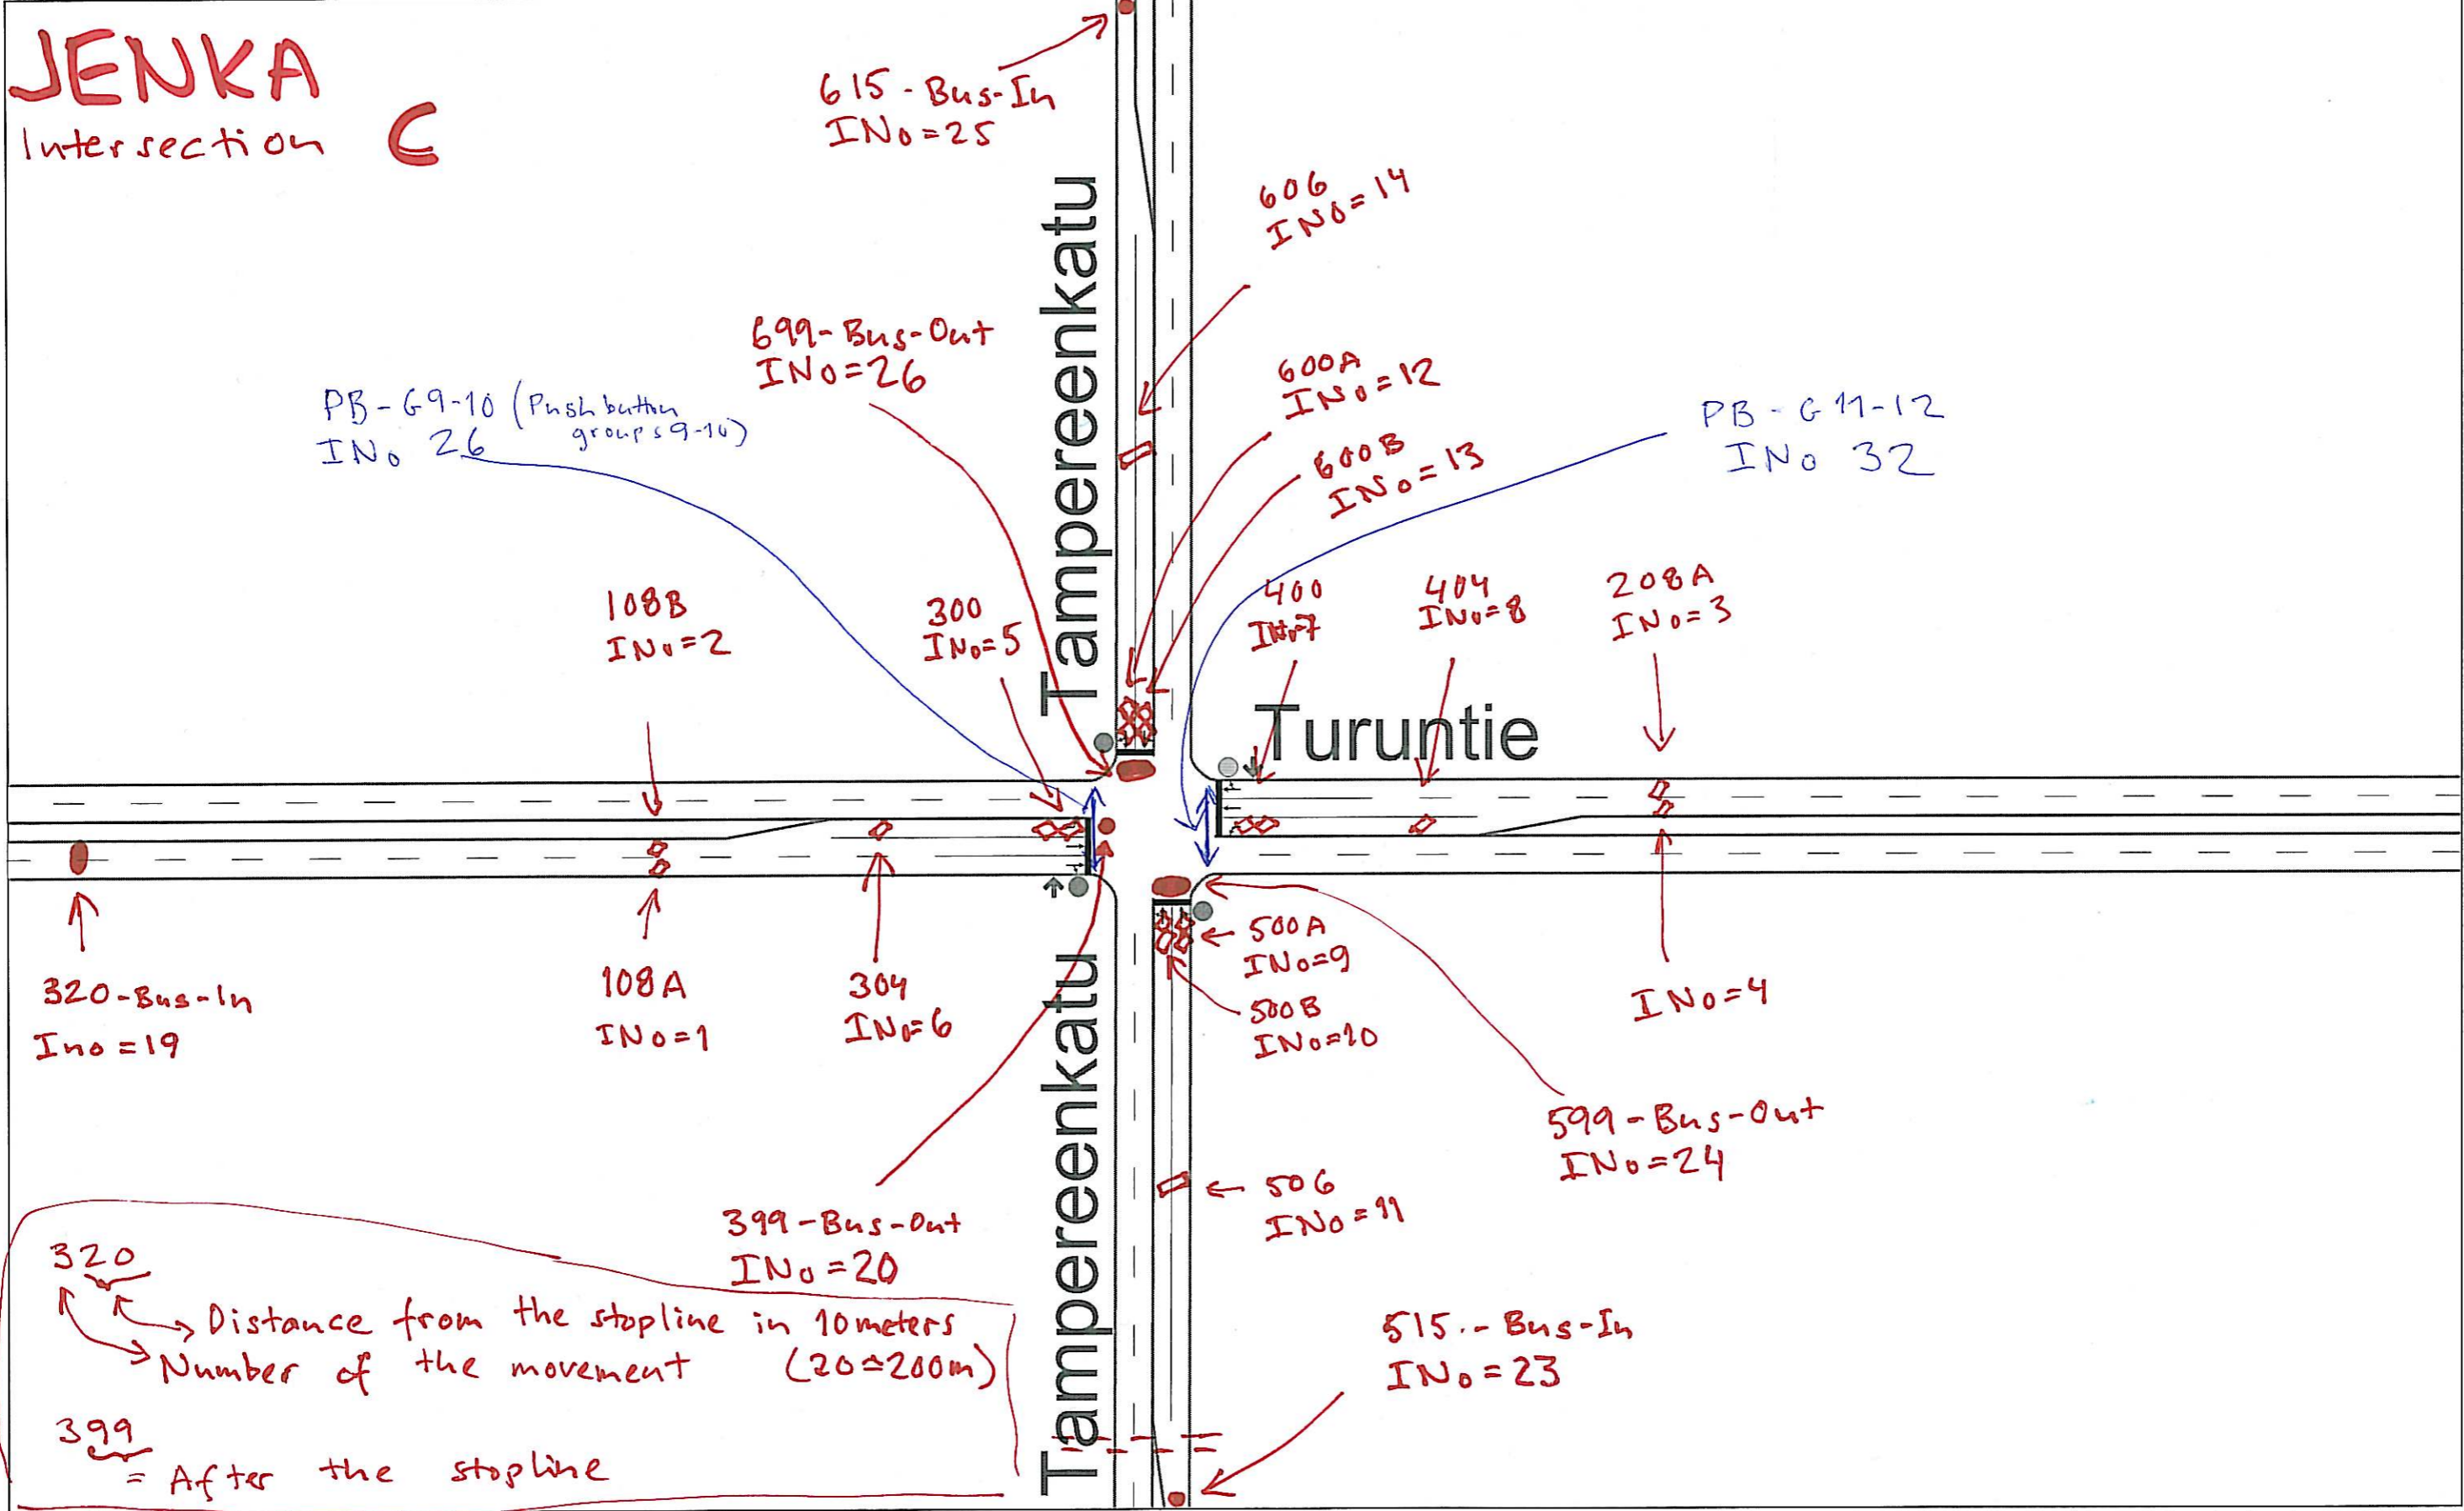 JENKA
Intersection C
615 - Bus-In
INo=25
606
INo=14
699-Bus-Out
INo=26
600A
INo=12
600B
INo=13
PB-G9-10 (Pushbutton
groups 9-10)
INo 26
PB - G 11-12
INo 32
Tampereenkatu
108B
INo=2
300
INo=5
400
INo=7
404
INo=8
208A
INo=3
Turuntie
320-Bus-In
Ino=19
108A
INo=1
304
INo=6
500A
INo=9
500B
INo=10
INo=4
599-Bus-Out
INo=24
506
INo=11
399-Bus-Out
INo=20
Tampereenkatu
515.-Bus-In
INo=23
320
Distance from the stopline in 10meters
Number of the movement (20≙200m)
399
= After the stopline